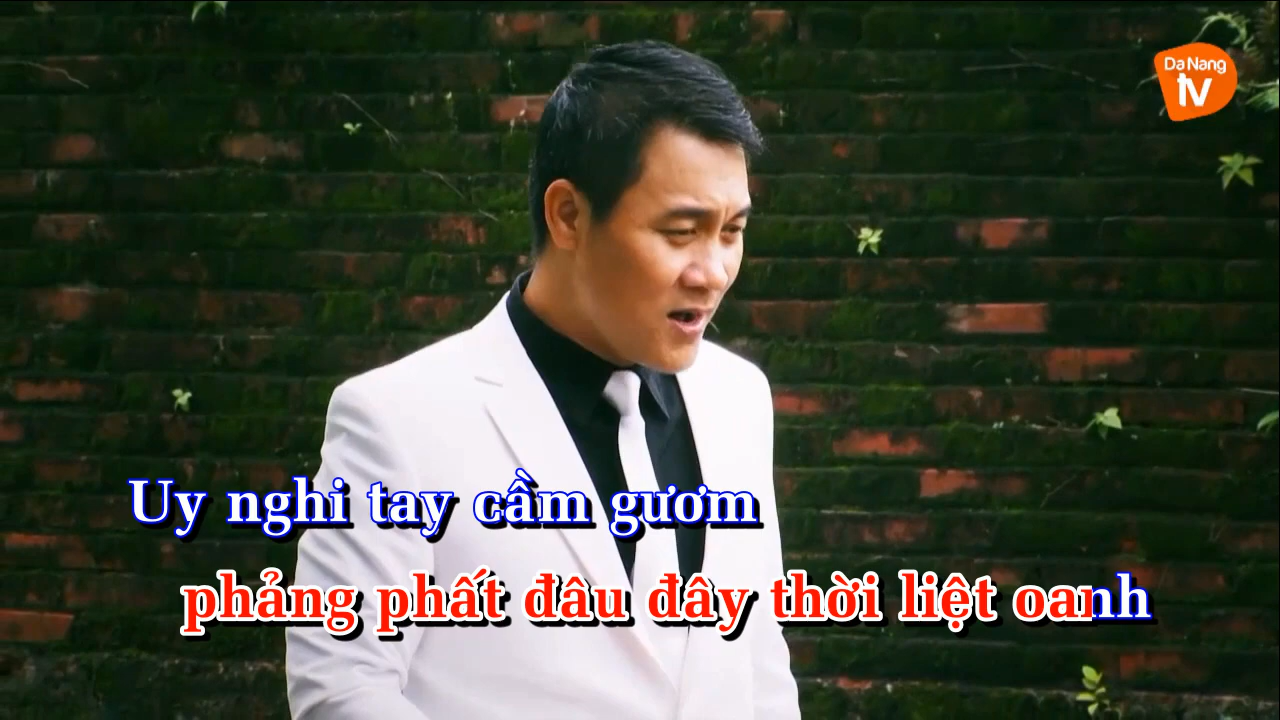 Da Nang
tv
Uy nghi tay cầm gươm
phảng phất đâu đây thời liệt oanh